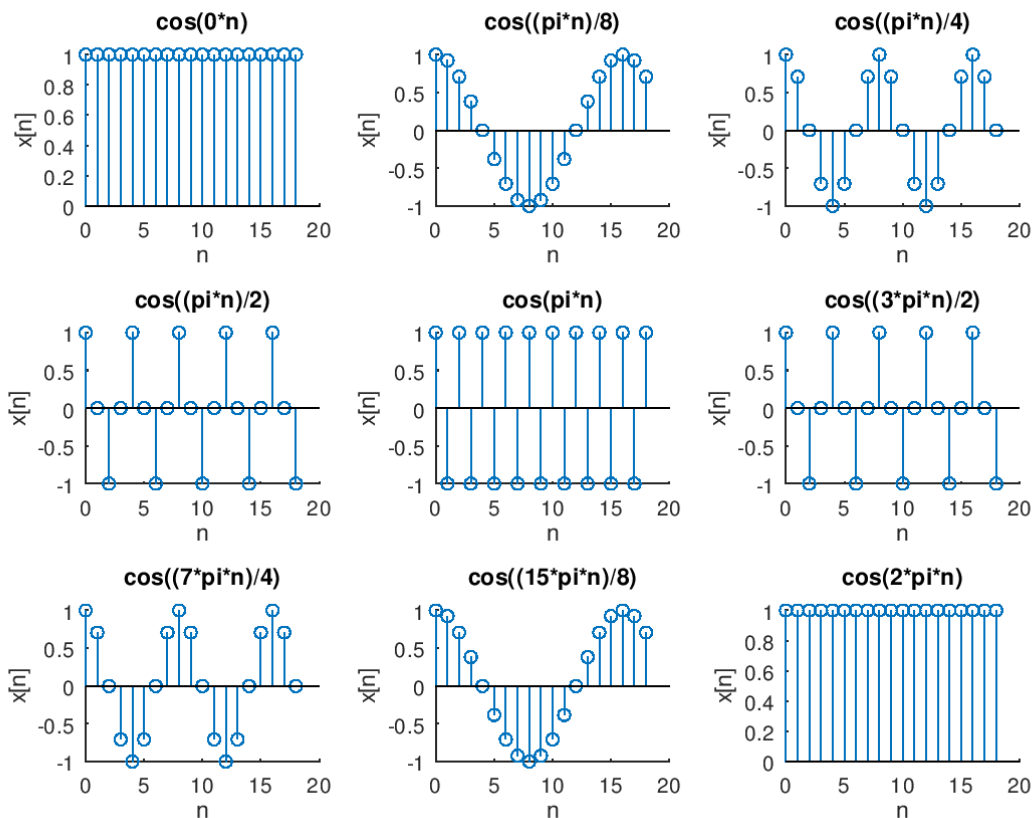 cos(0*n)
1
0.8
0.6
0.4
0.2
0
x[n]
0 5 10 15 20
n
cos((pi*n)/8)
1
0.5
0
-0.5
-1
x[n]
0 5 10 15 20
n
cos((pi*n)/4)
1
0.5
0
-0.5
-1
x[n]
0 5 10 15 20
n
cos((pi*n)/2)
1
0.5
0
-0.5
-1
x[n]
0 5 10 15 20
n
cos(pi*n)
1
0.5
0
-0.5
-1
x[n]
0 5 10 15 20
n
cos((3*pi*n)/2)
1
0.5
0
-0.5
-1
x[n]
0 5 10 15 20
n
cos((7*pi*n)/4)
1
0.5
0
-0.5
-1
x[n]
0 5 10 15 20
n
cos((15*pi*n)/8)
1
0.5
0
-0.5
-1
x[n]
0 5 10 15 20
n
cos(2*pi*n)
1
0.8
0.6
0.4
0.2
0
x[n]
0 5 10 15 20
n